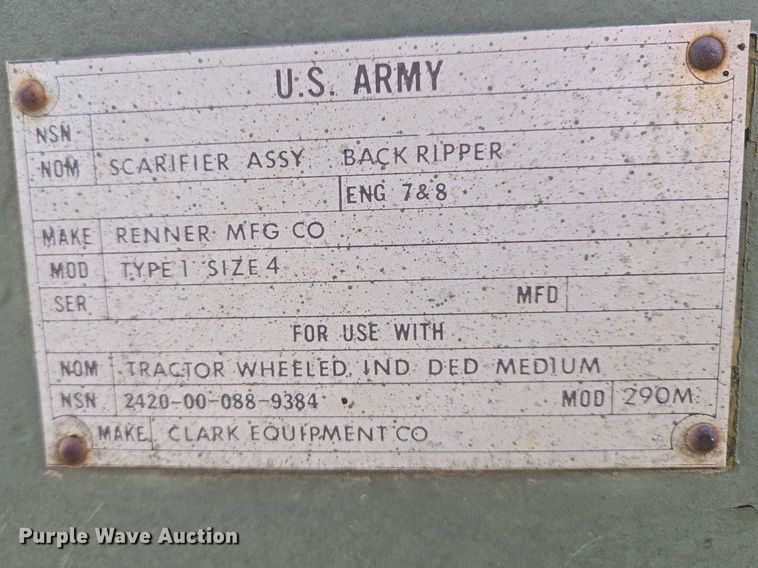 U.S. ARMY
NSN
NOM SCARIFIER ASSY BACK RIPPER
ENG 7&8
MAKE RENNER MFG CO
MOD TYPE 1 SIZE 4
SER MFD
FOR USE WITH
NOM TRACTOR WHEELED IND DED MEDIUM
NSN 2420-00-088-9384 MOD 290M
MAKE CLARK EQUIPMENT CO
Purple Wave Auction